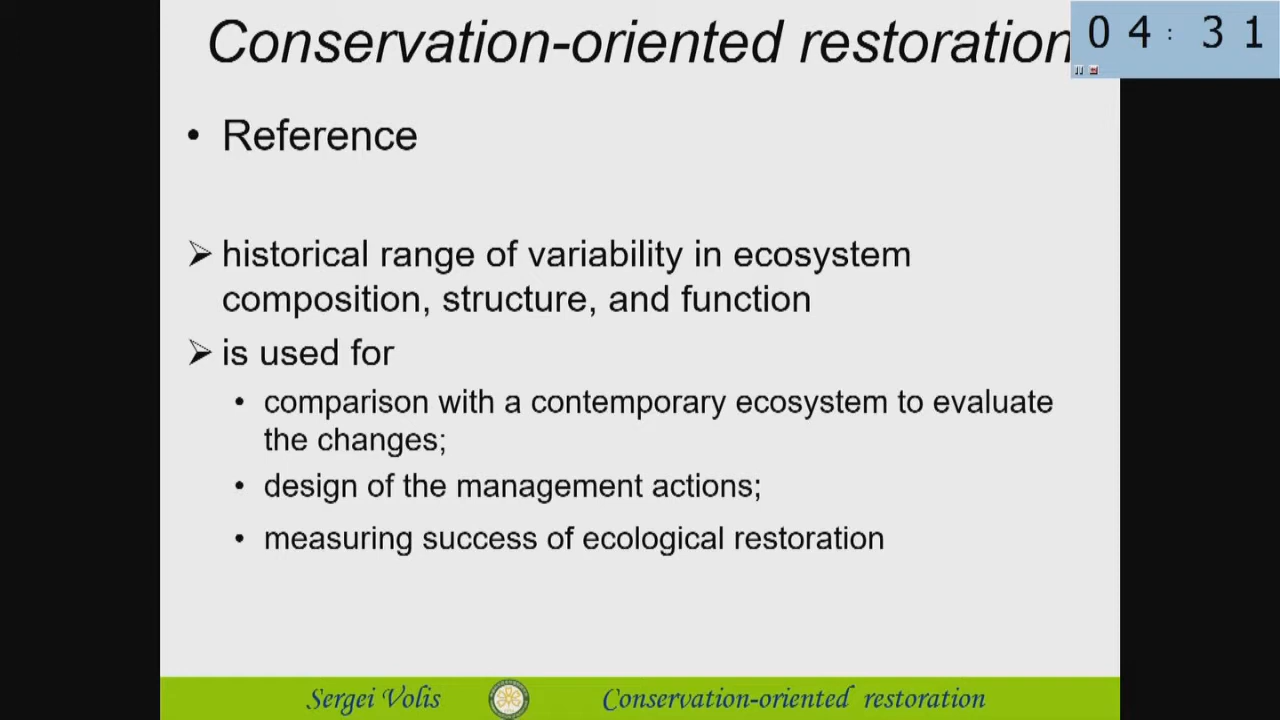 Conservation-oriented restoration
04:31
• Reference
➢ historical range of variability in ecosystem
composition, structure, and function
➢ is used for
• comparison with a contemporary ecosystem to evaluate
the changes;
• design of the management actions;
• measuring success of ecological restoration
Sergei Volis
Conservation-oriented restoration